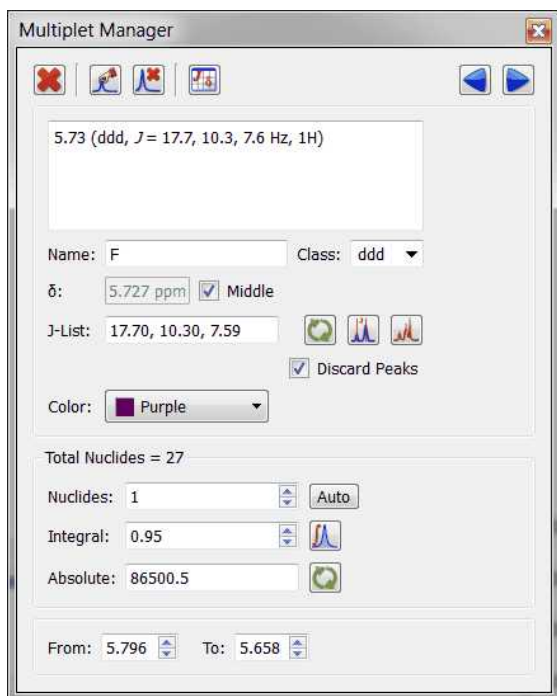 Multiplet Manager
5.73 (ddd, J = 17.7, 10.3, 7.6 Hz, 1H)
Name: F Class: ddd
δ: 5.727 ppm Middle
J-List: 17.70, 10.30, 7.59
Discard Peaks
Color: Purple
Total Nuclides = 27
Nuclides: 1 Auto
Integral: 0.95
Absolute: 86500.5
From: 5.796 To: 5.658